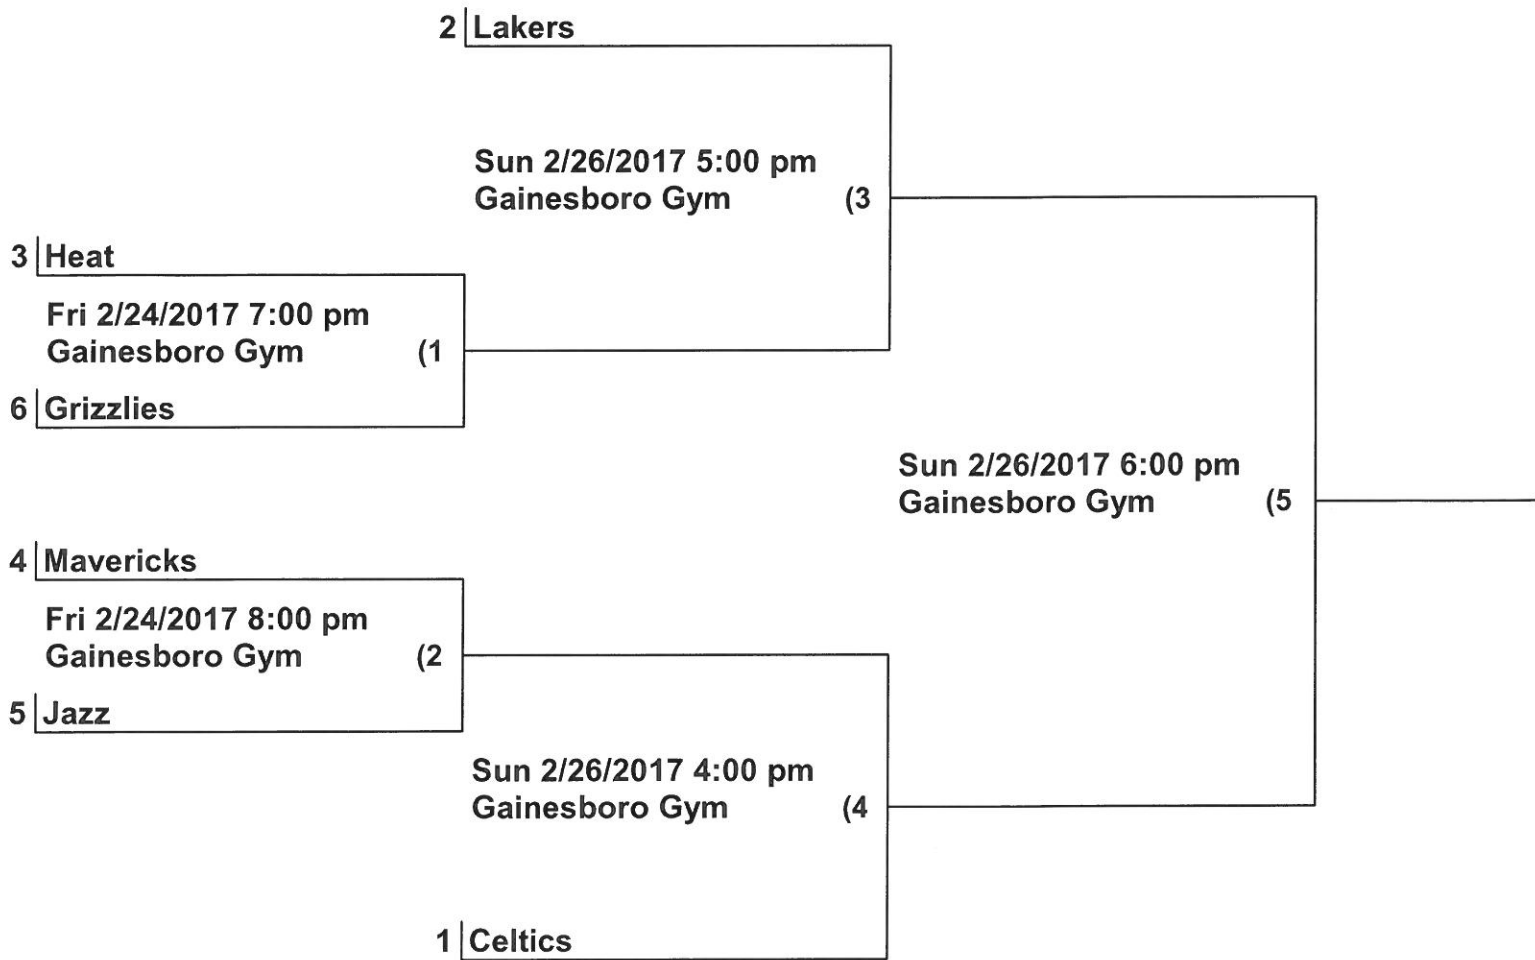 2 Lakers
Sun 2/26/2017 5:00 pm
Gainesboro Gym (3
3 Heat
Fri 2/24/2017 7:00 pm
Gainesboro Gym (1
6 Grizzlies
Sun 2/26/2017 6:00 pm
Gainesboro Gym (5
4 Mavericks
Fri 2/24/2017 8:00 pm
Gainesboro Gym (2
5 Jazz
Sun 2/26/2017 4:00 pm
Gainesboro Gym (4
1 Celtics